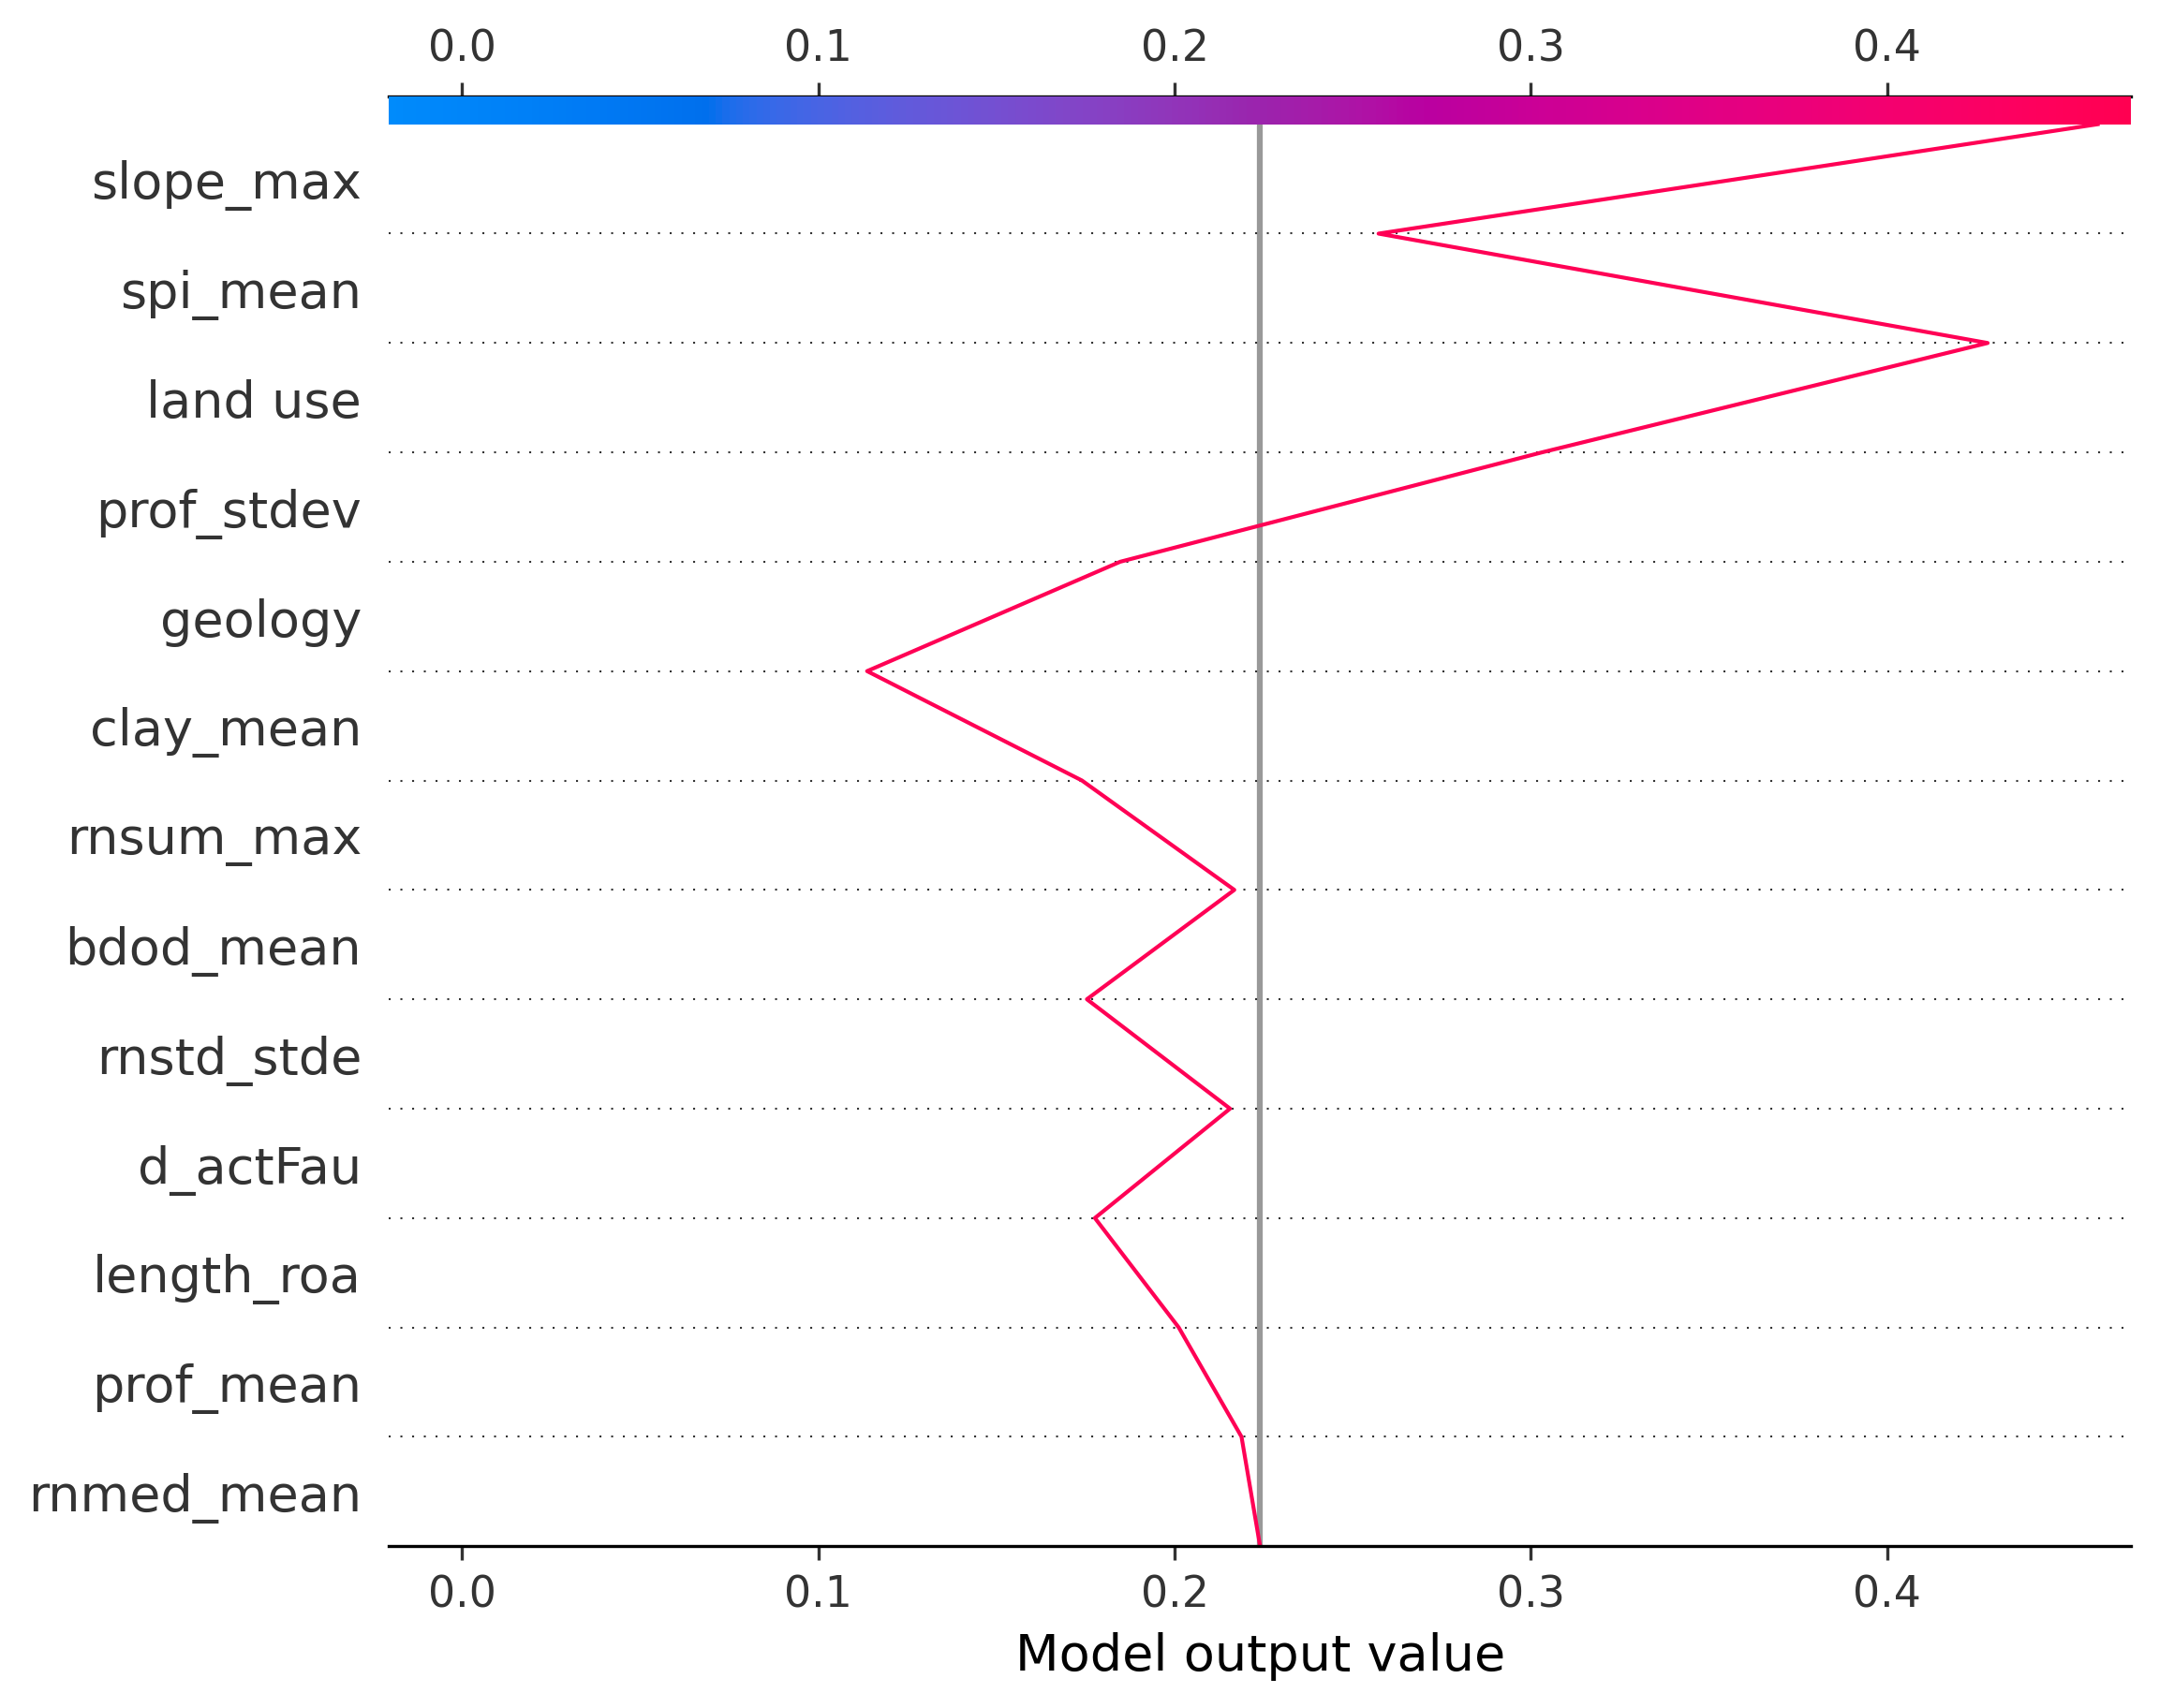 0.0 0.1 0.2 0.3 0.4
slope_max
spi_mean
land use
prof_stdev
geology
clay_mean
rnsum_max
bdod_mean
rnstd_stde
d_actFau
length_roa
prof_mean
rnmed_mean
0.0 0.1 0.2 0.3 0.4
Model output value